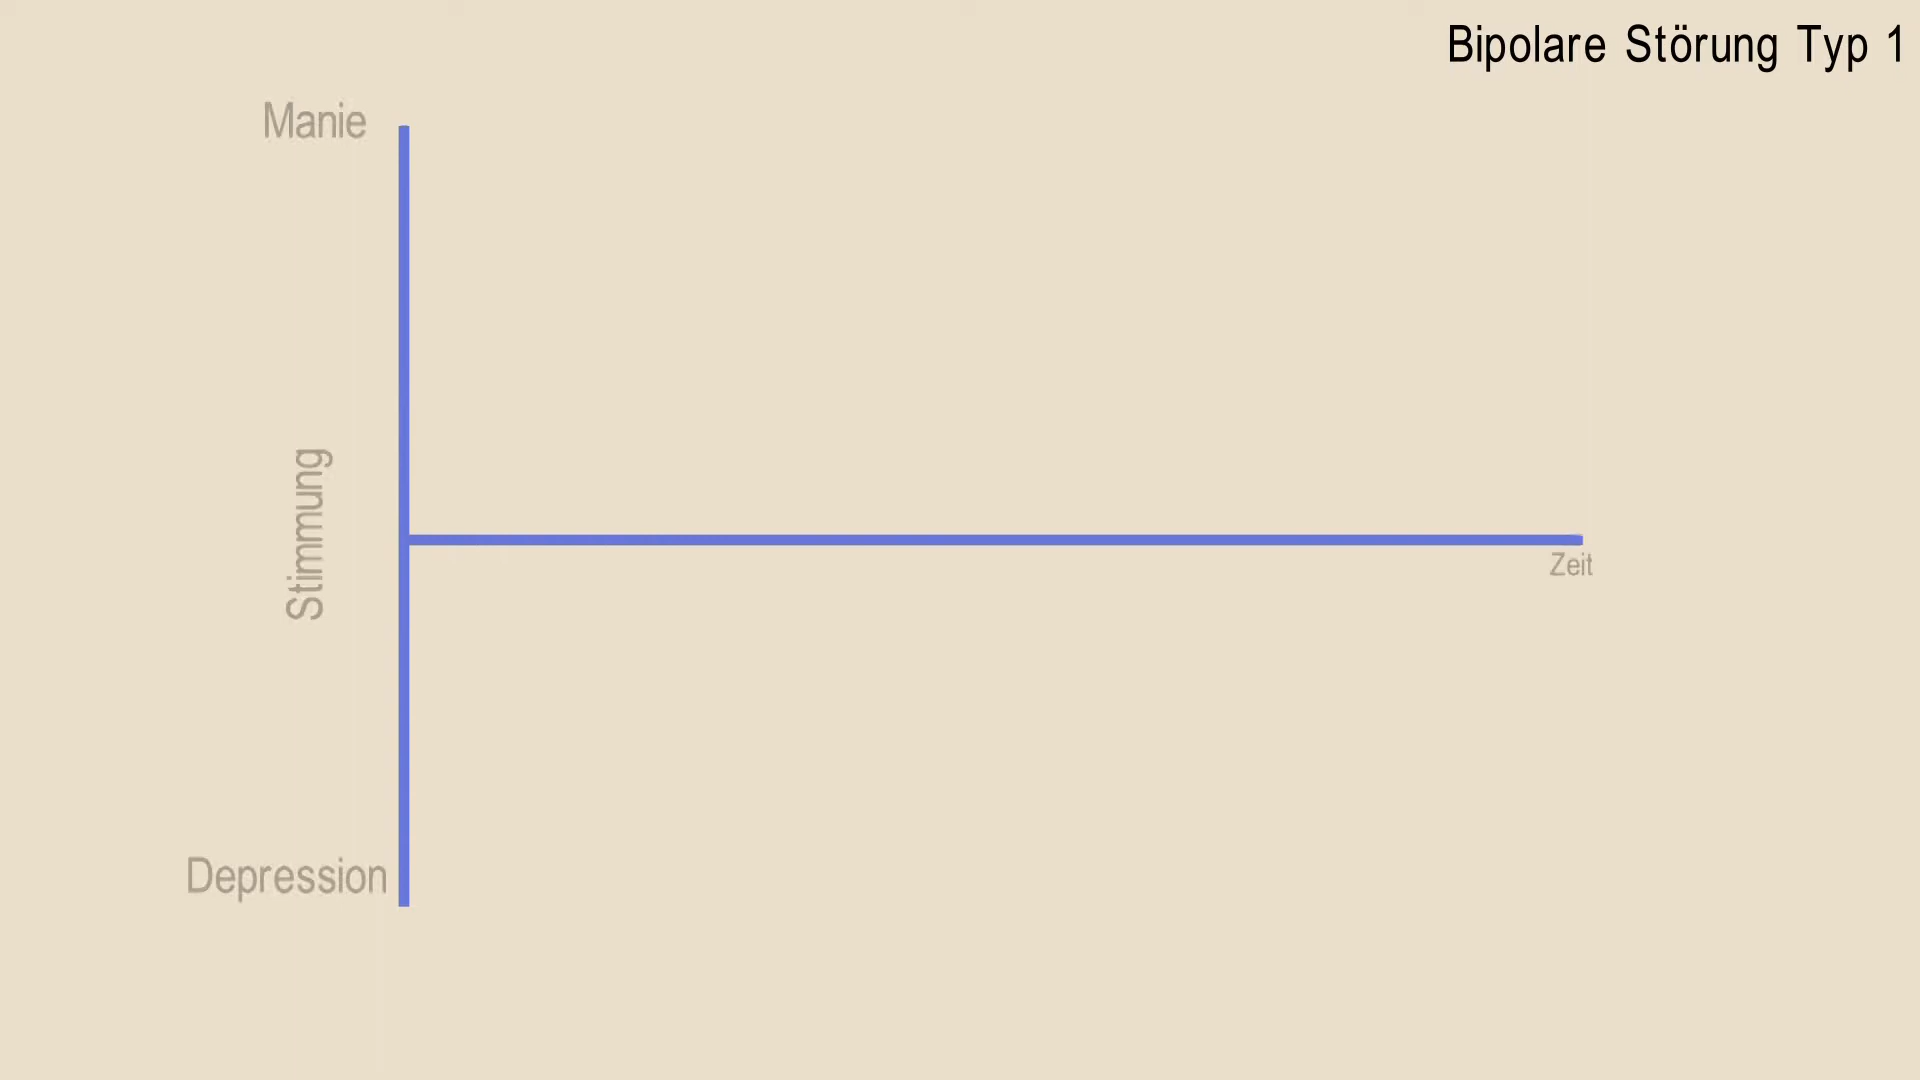 Bipolare Störung Typ 1
Manie
Stimmung
Zeit
Depression